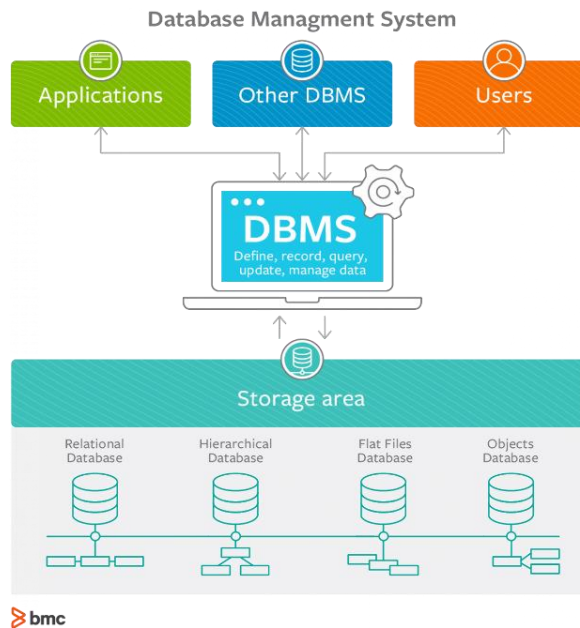 Database Managment System
Applications
Other DBMS
Users
DBMS
Define, record, query,
update, manage data
Storage area
Relational
Database
Hierarchical
Database
Flat Files
Database
Objects
Database
bmc